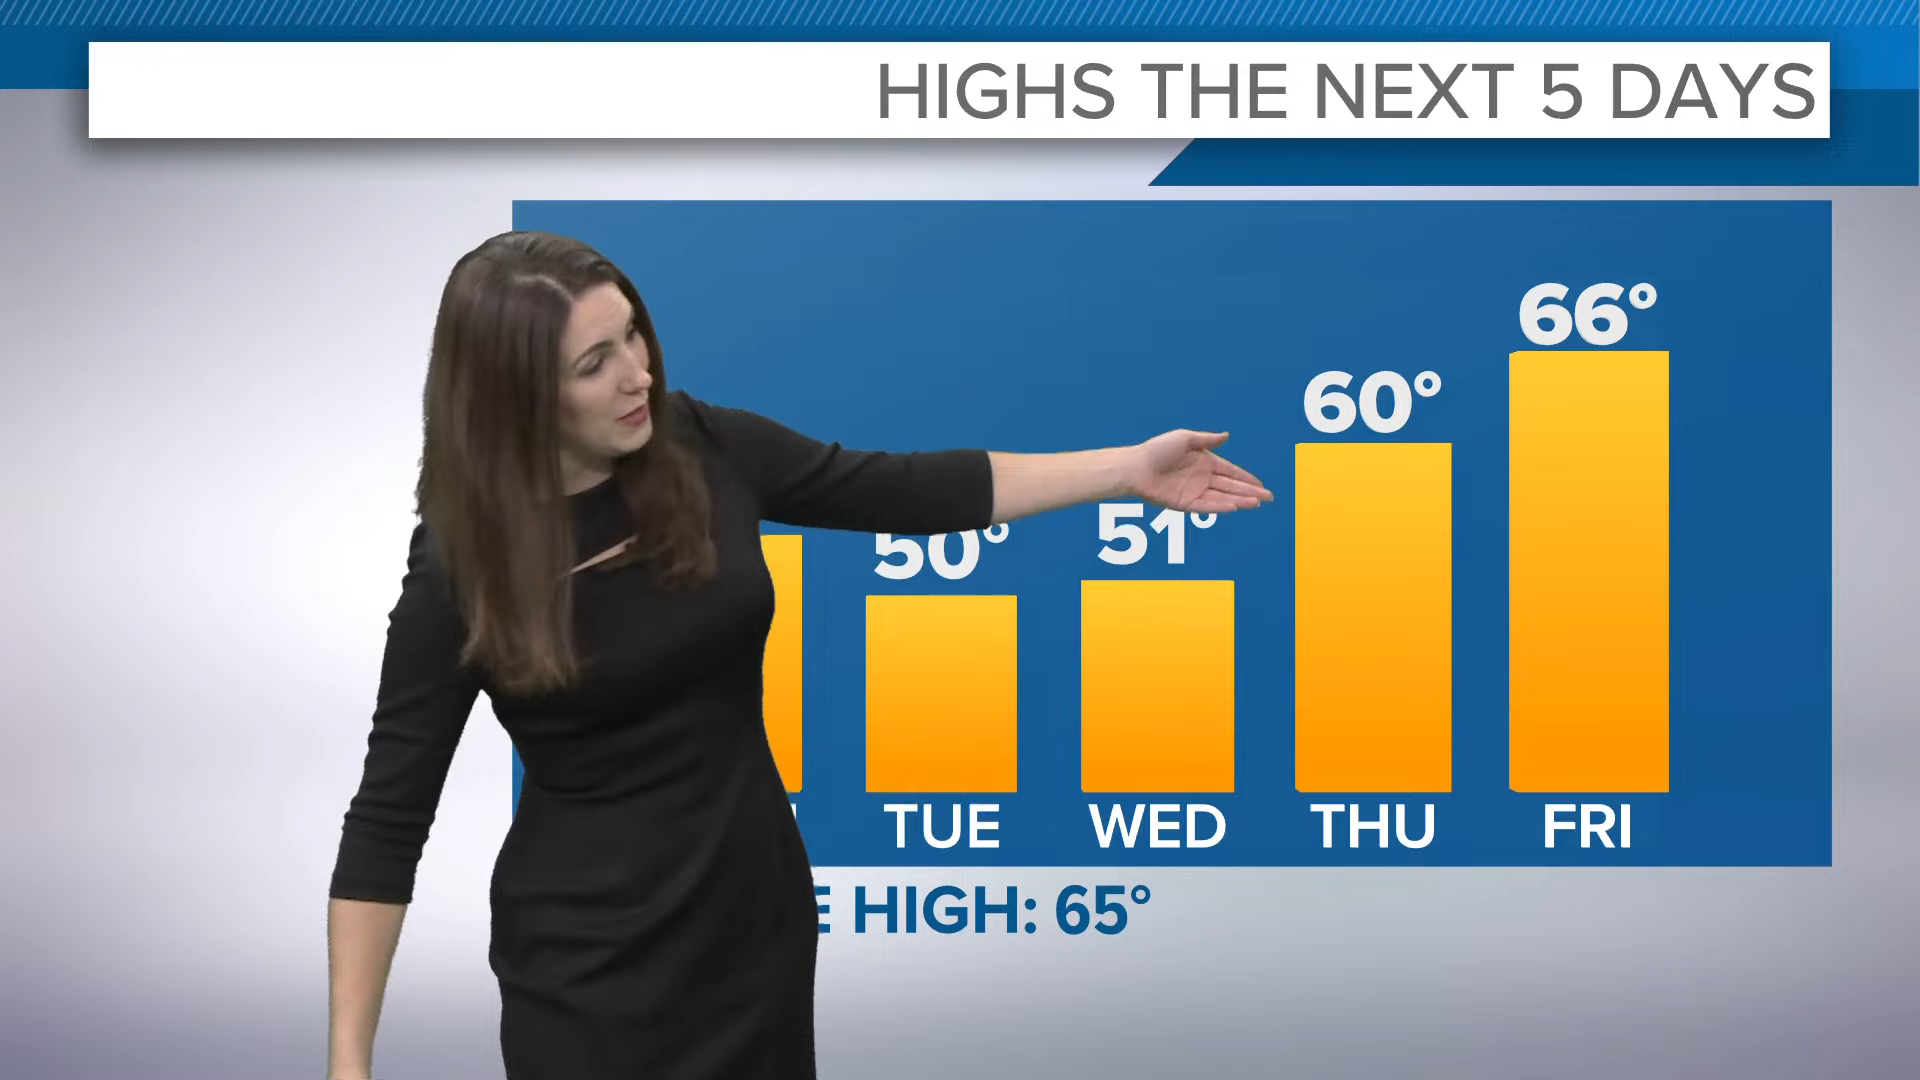 HIGHS THE NEXT 5 DAYS
66°
60°
51°
50°
TUE WED THU FRI
HIGH: 65°